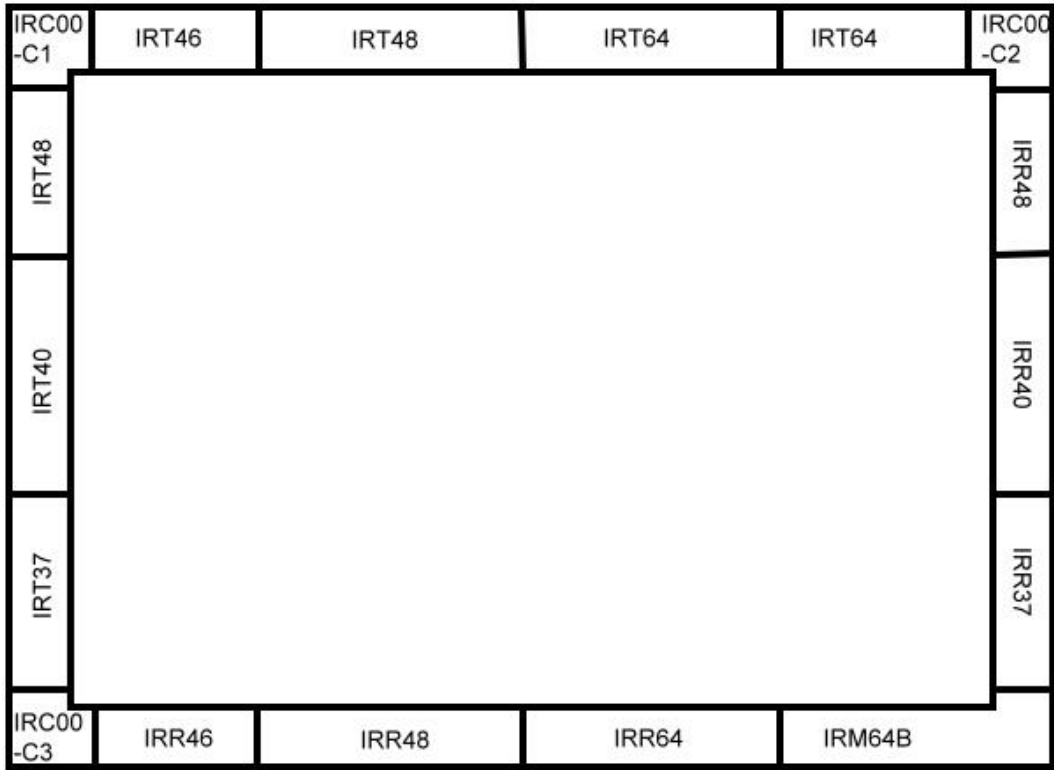 IRC00
-C1
IRT46
IRT48
IRT64
IRT64
IRC00
-C2
IRT48
IRR48
IRT40
IRR40
IRT37
IRR37
IRC00
-C3
IRR46
IRR48
IRR64
IRM64B